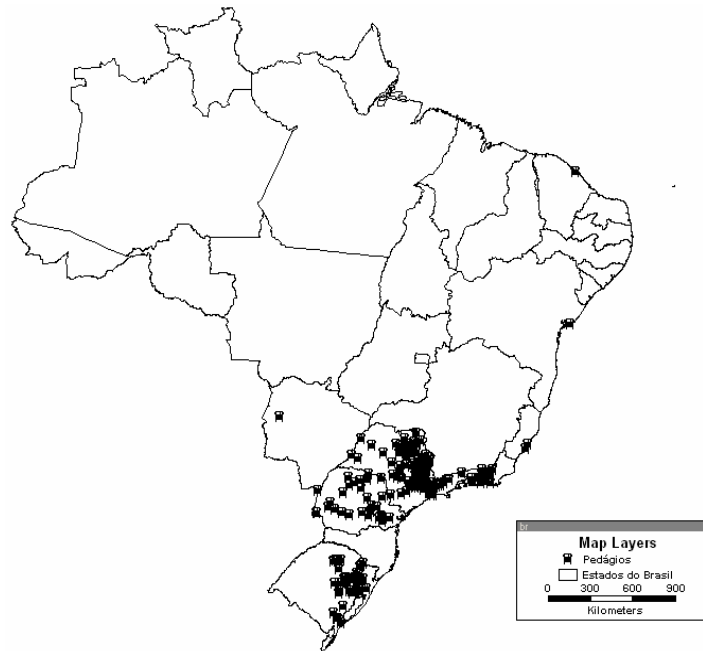 br
Map Layers
Pedágios
Estados do Brasil
0 300 600 900
Kilometers